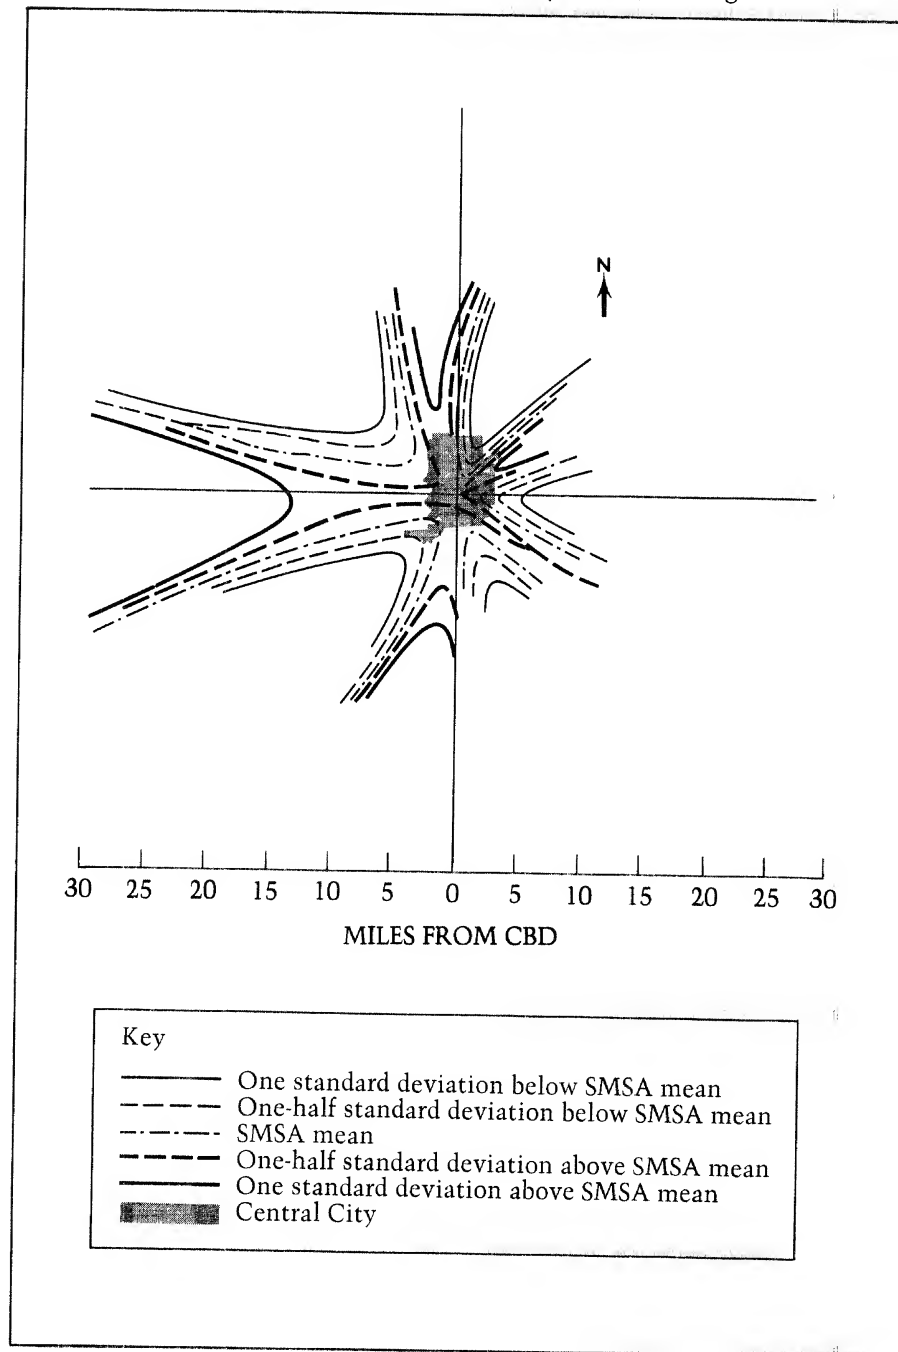 N
30 25 20 15 10 5 0 5 10 15 20 25 30
MILES FROM CBD
Key
One standard deviation below SMSA mean
One-half standard deviation below SMSA mean
SMSA mean
One-half standard deviation above SMSA mean
One standard deviation above SMSA mean
Central City